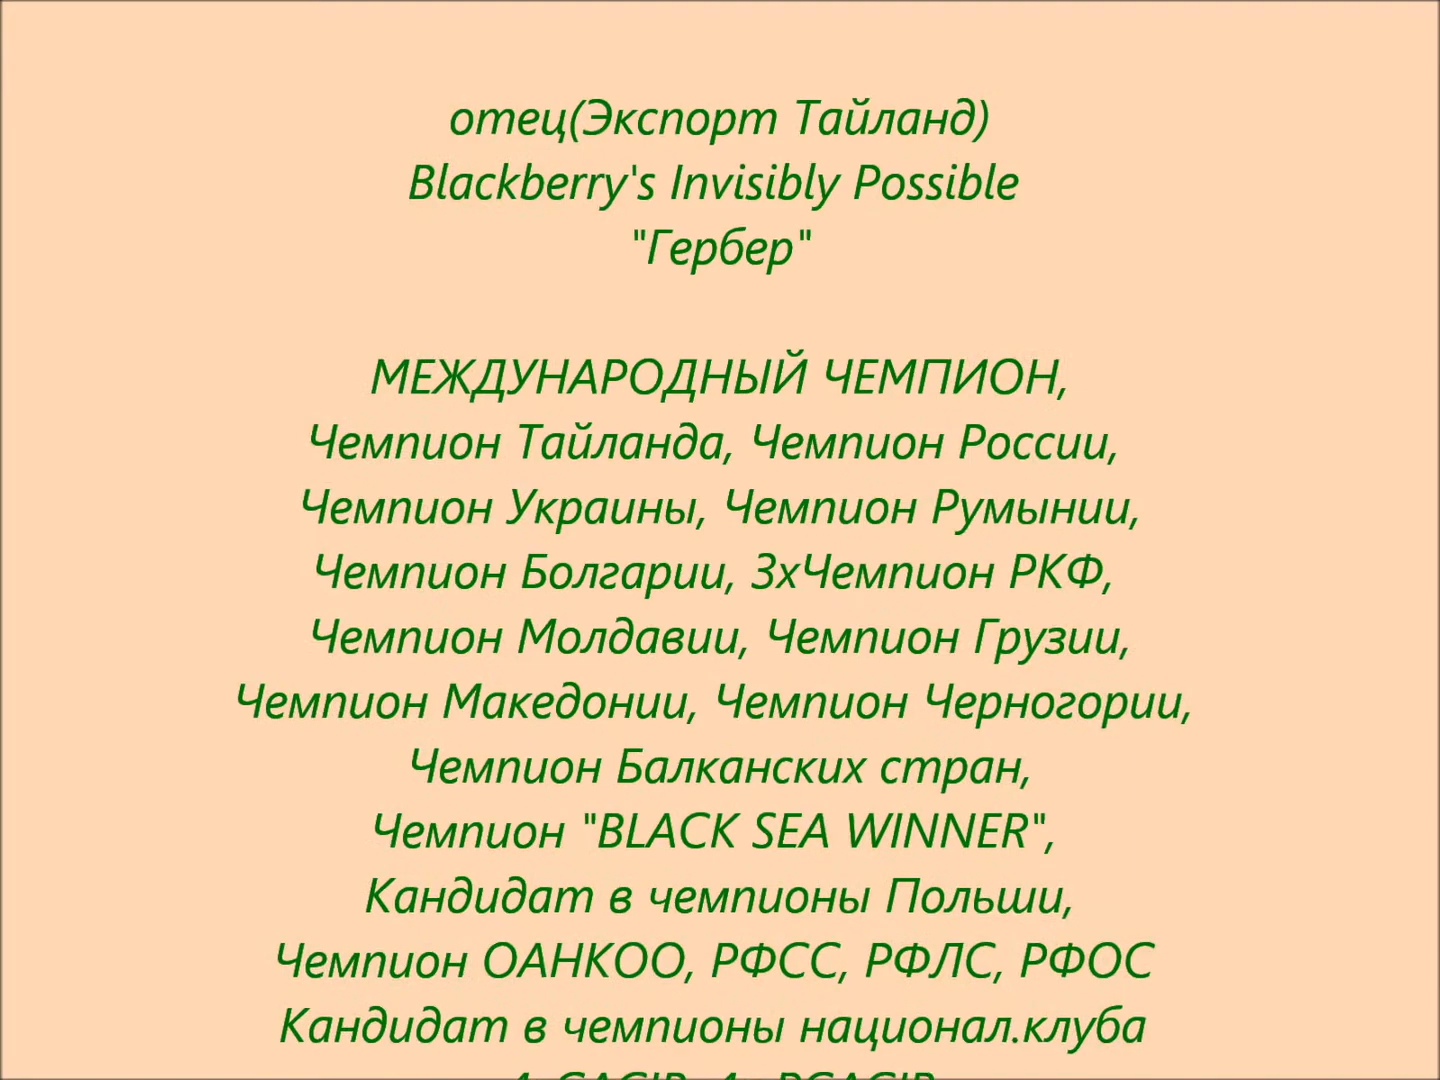 отец(Экспорт Тайланд)
Blackberry's Invisibly Possible
"Гербер"
МЕЖДУНАРОДНЫЙ ЧЕМПИОН,
Чемпион Тайланда, Чемпион России,
Чемпион Украины, Чемпион Румынии,
Чемпион Болгарии, 3хЧемпион РКФ,
Чемпион Молдавии, Чемпион Грузии,
Чемпион Македонии, Чемпион Черногории,
Чемпион Балканских стран,
Чемпион "BLACK SEA WINNER",
Кандидат в чемпионы Польши,
Чемпион ОАНКОО, РФСС, РФЛС, РФОС
Кандидат в чемпионы национал.клуба